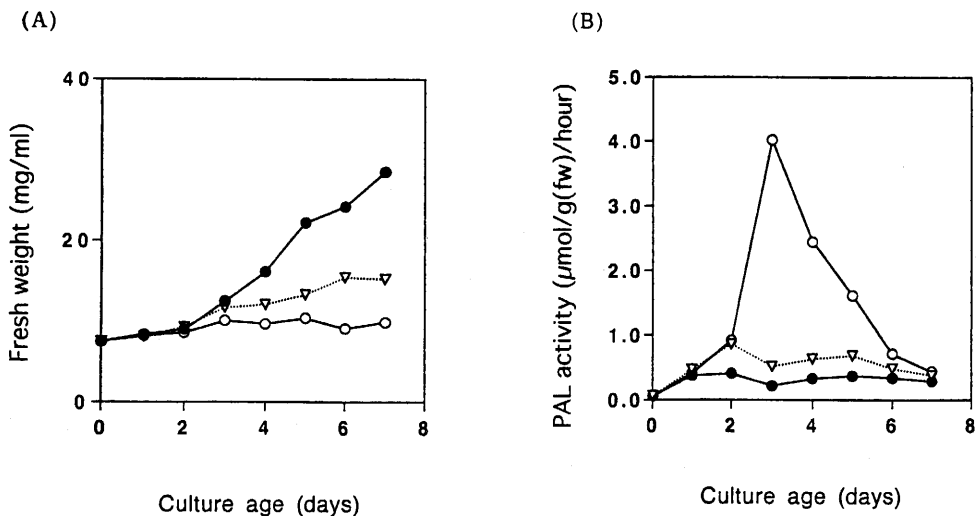 (A)
(B)
Fresh weight (mg/ml)
40
20
0
0 2 4 6 8
Culture age (days)
PAL activity (μmol/g(fw)/hour)
5.0
4.0
3.0
2.0
1.0
0.0
0 2 4 6 8
Culture age (days)